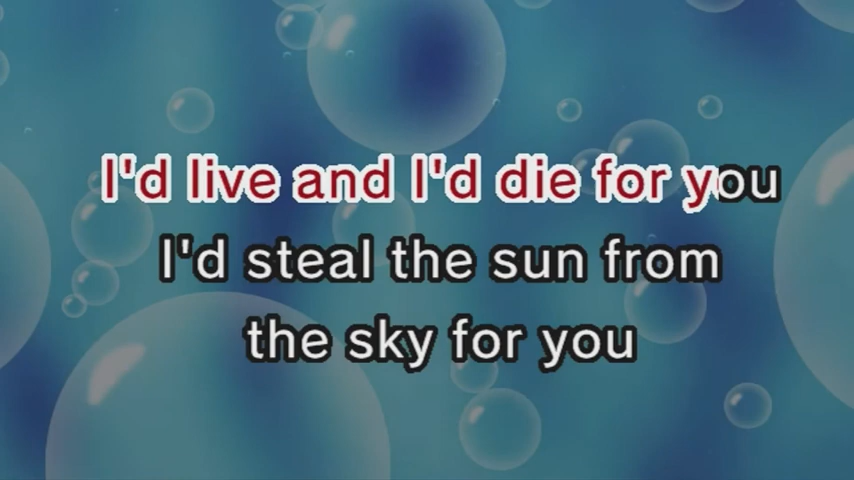 I'd live and I'd die for you
I'd steal the sun from
the sky for you